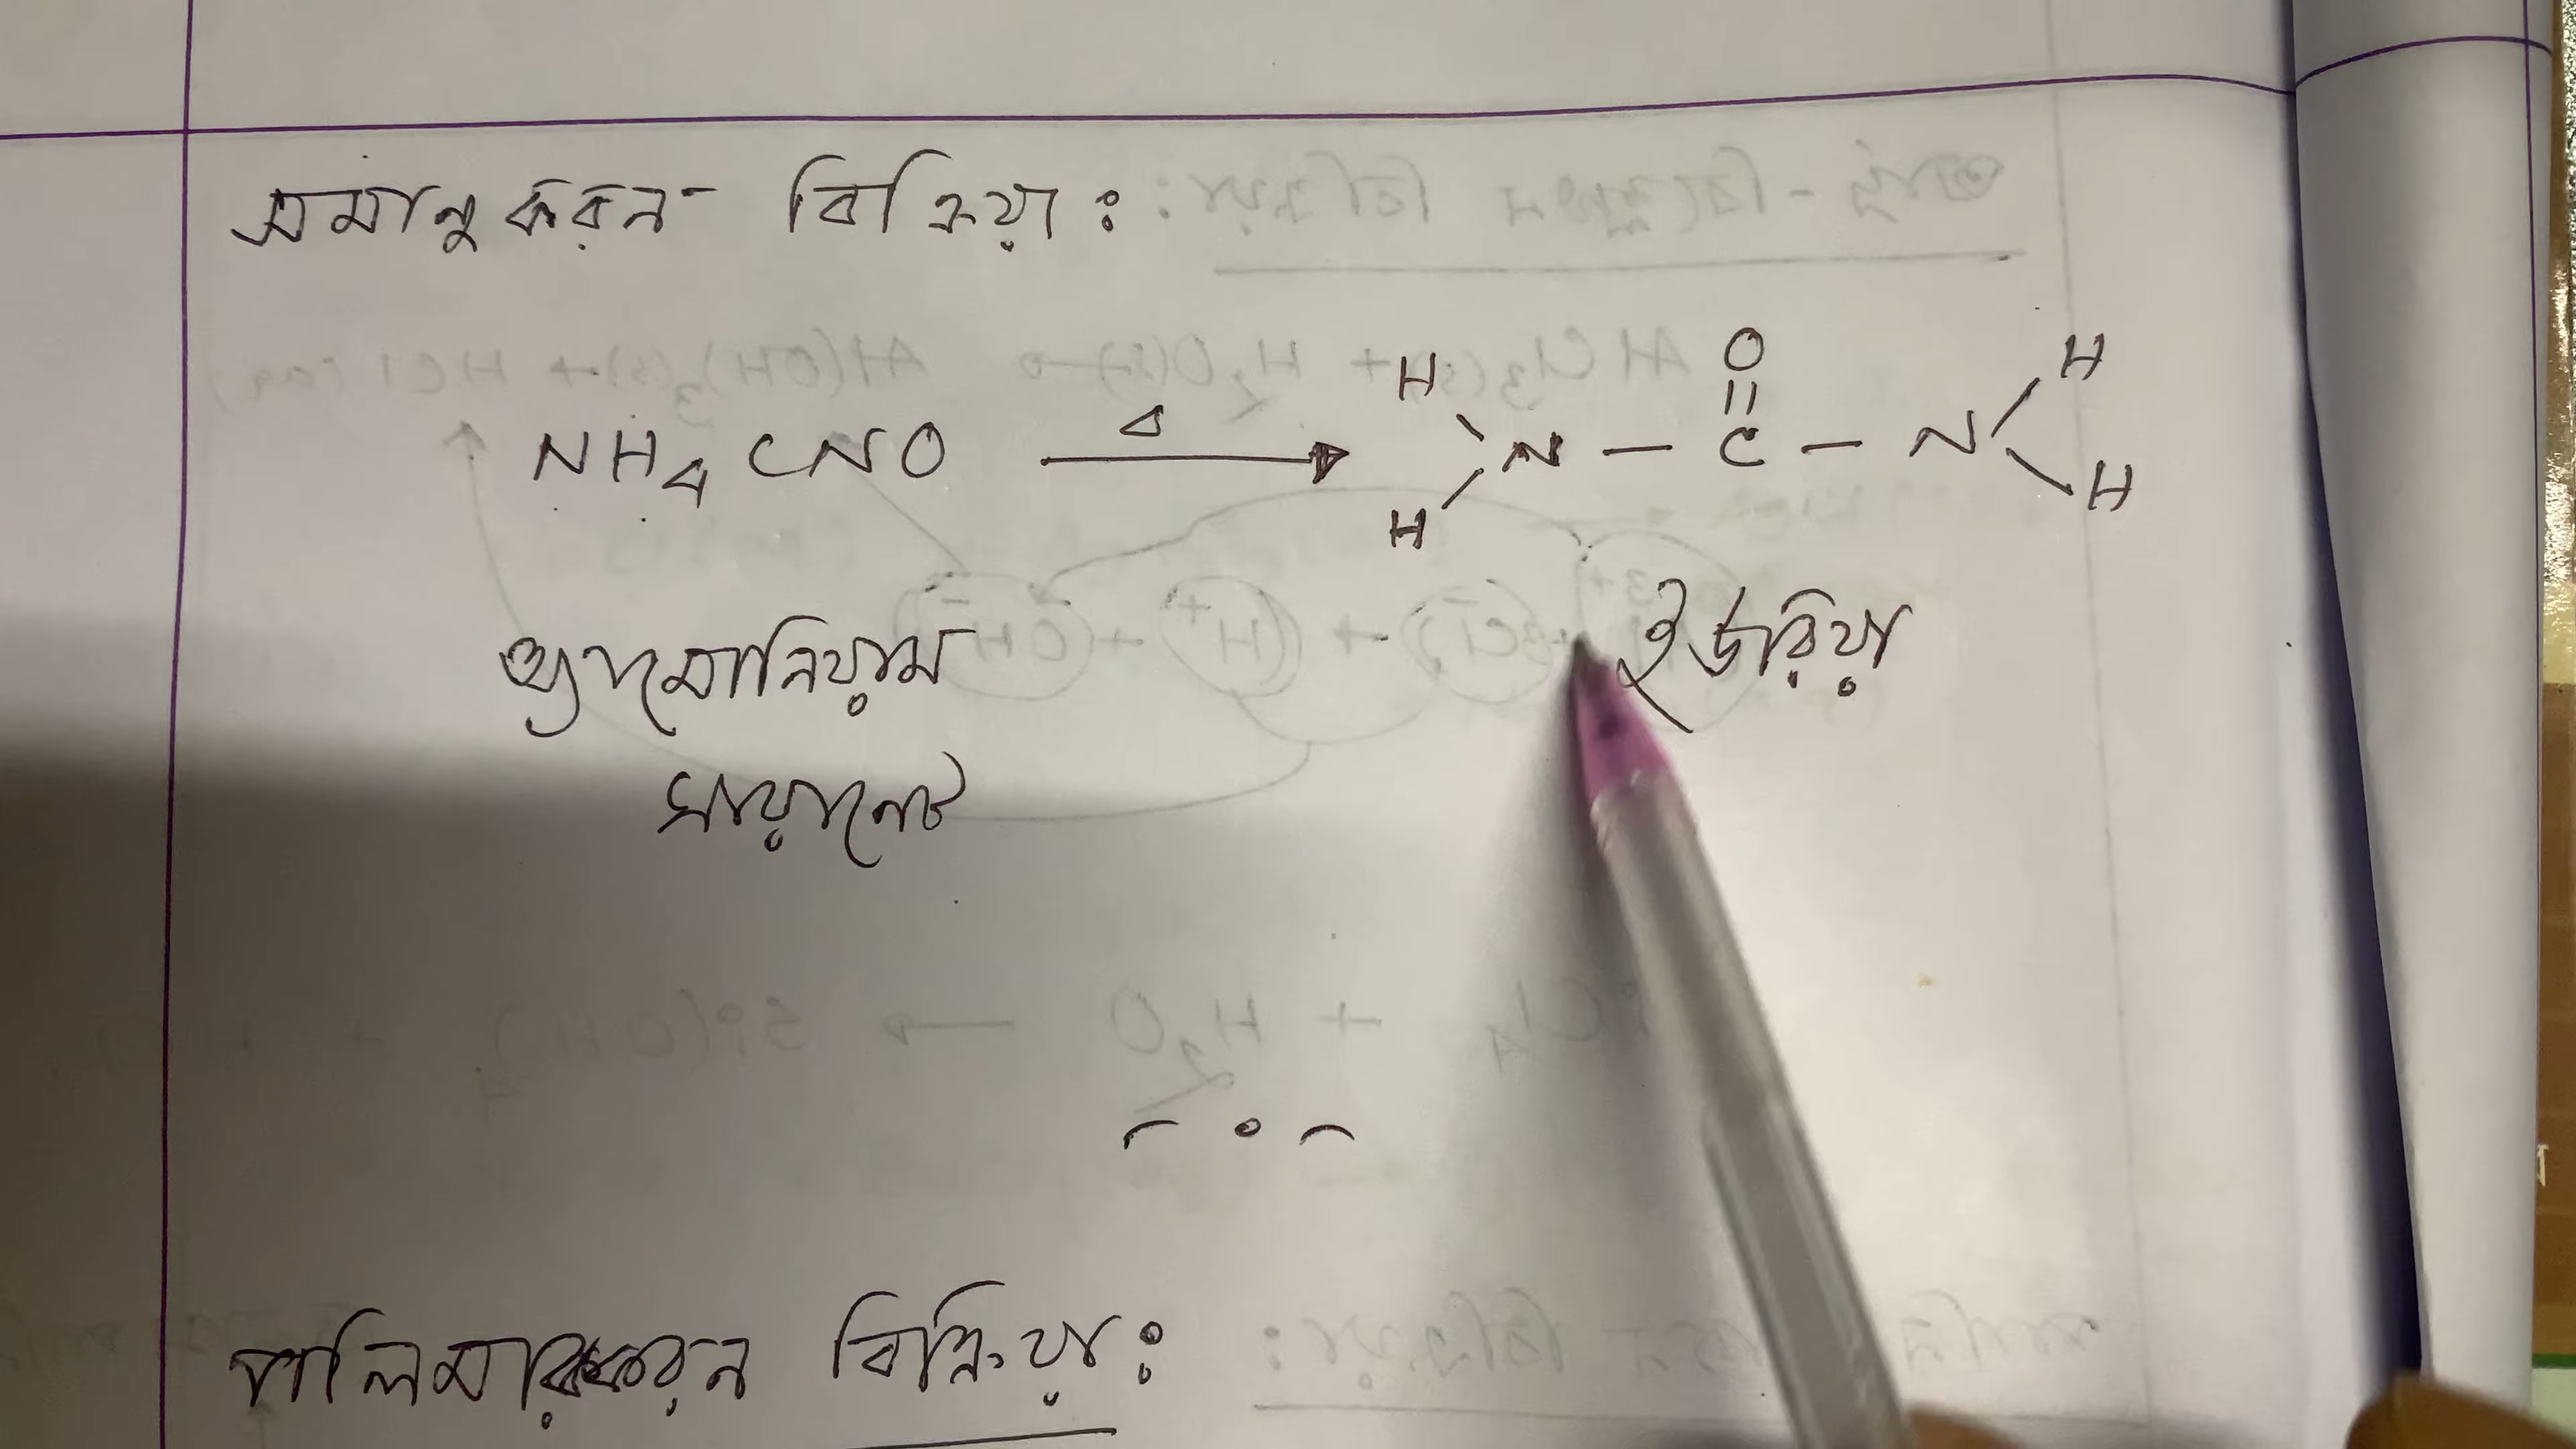 সমানুকরন বিক্রিয়া :
NH₄CNO —Δ→ H₂N — C(=O) — NH₂
অ্যামোনিয়াম ইউরিয়া
সায়ানেট
পলিমারকরন বিক্রিয়া :